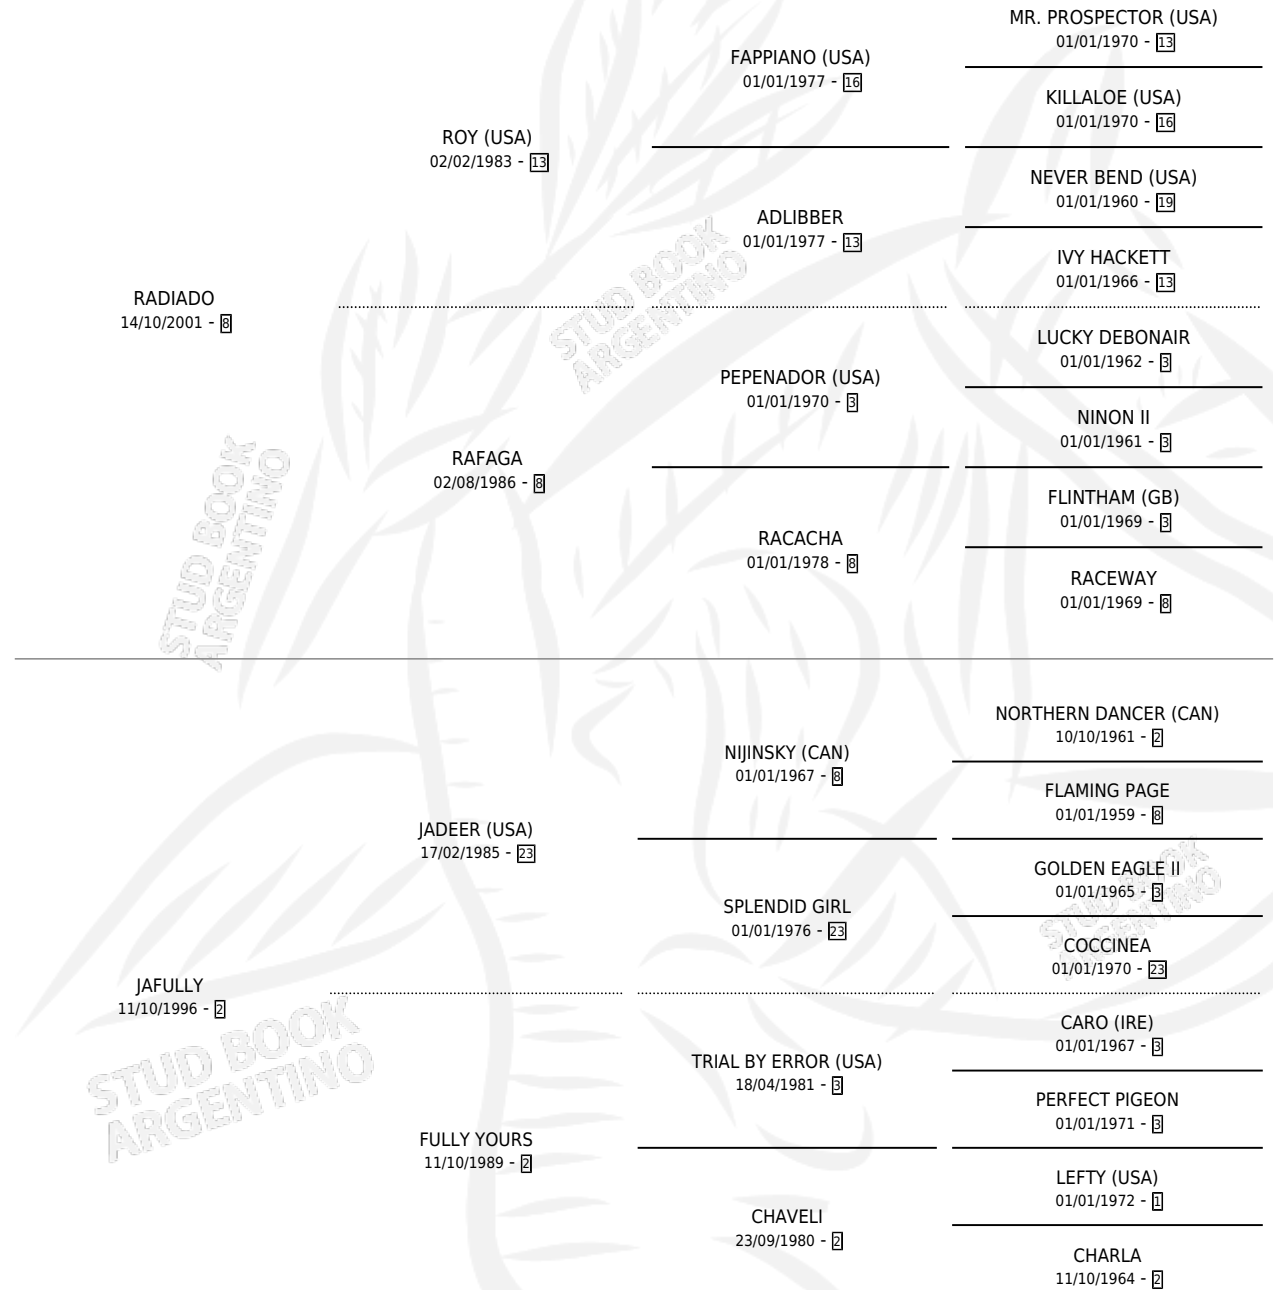 MR. PROSPECTOR (USA)
01/01/1970 - 13
FAPPIANO (USA)
01/01/1977 - 16
KILLALOE (USA)
01/01/1970 - 16
ROY (USA)
02/02/1983 - 13
NEVER BEND (USA)
01/01/1960 - 19
ADLIBBER
01/01/1977 - 13
IVY HACKETT
01/01/1966 - 13
RADIADO
14/10/2001 - 8
LUCKY DEBONAIR
01/01/1962 - 3
PEPENADOR (USA)
01/01/1970 - 3
NINON II
01/01/1961 - 3
RAFAGA
02/08/1986 - 8
FLINTHAM (GB)
01/01/1969 - 3
RACACHA
01/01/1978 - 8
RACEWAY
01/01/1969 - 8
NORTHERN DANCER (CAN)
10/10/1961 - 2
NIJINSKY (CAN)
01/01/1967 - 8
FLAMING PAGE
01/01/1959 - 8
JADEER (USA)
17/02/1985 - 23
GOLDEN EAGLE II
01/01/1965 - 3
SPLENDID GIRL
01/01/1976 - 23
COCCINEA
01/01/1970 - 23
JAFULLY
11/10/1996 - 2
CARO (IRE)
01/01/1967 - 3
TRIAL BY ERROR (USA)
18/04/1981 - 3
PERFECT PIGEON
01/01/1971 - 3
FULLY YOURS
11/10/1989 - 2
LEFTY (USA)
01/01/1972 - 1
CHAVELI
23/09/1980 - 2
CHARLA
11/10/1964 - 2
STUD BOOK
ARGENTINO
STUD BOOK
ARGENTINO
STUD BOOK
ARGENTINO
STUD BOOK
ARGENTINO